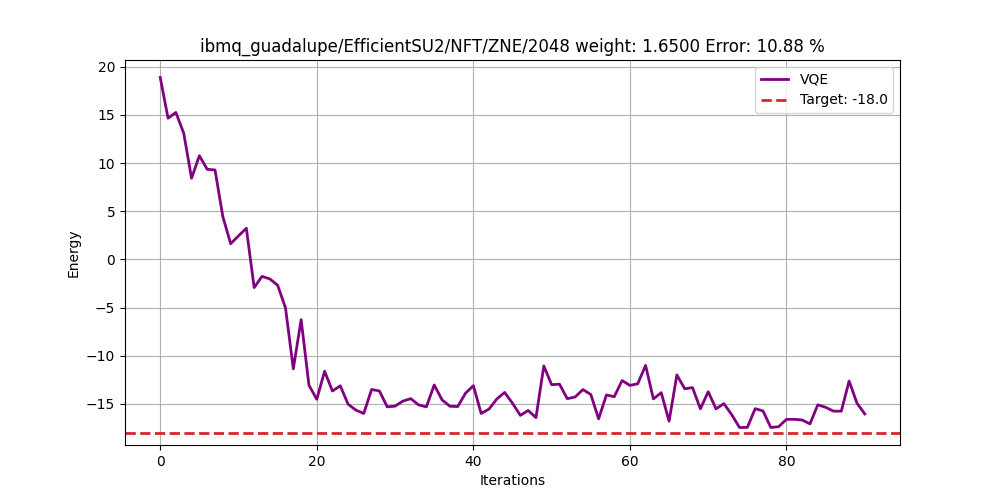 ibmq_guadalupe/EfficientSU2/NFT/ZNE/2048 weight: 1.6500 Error: 10.88 %
VQE
Target: -18.0
20
15
10
5
0
−5
−10
−15
Energy
0 20 40 60 80
Iterations